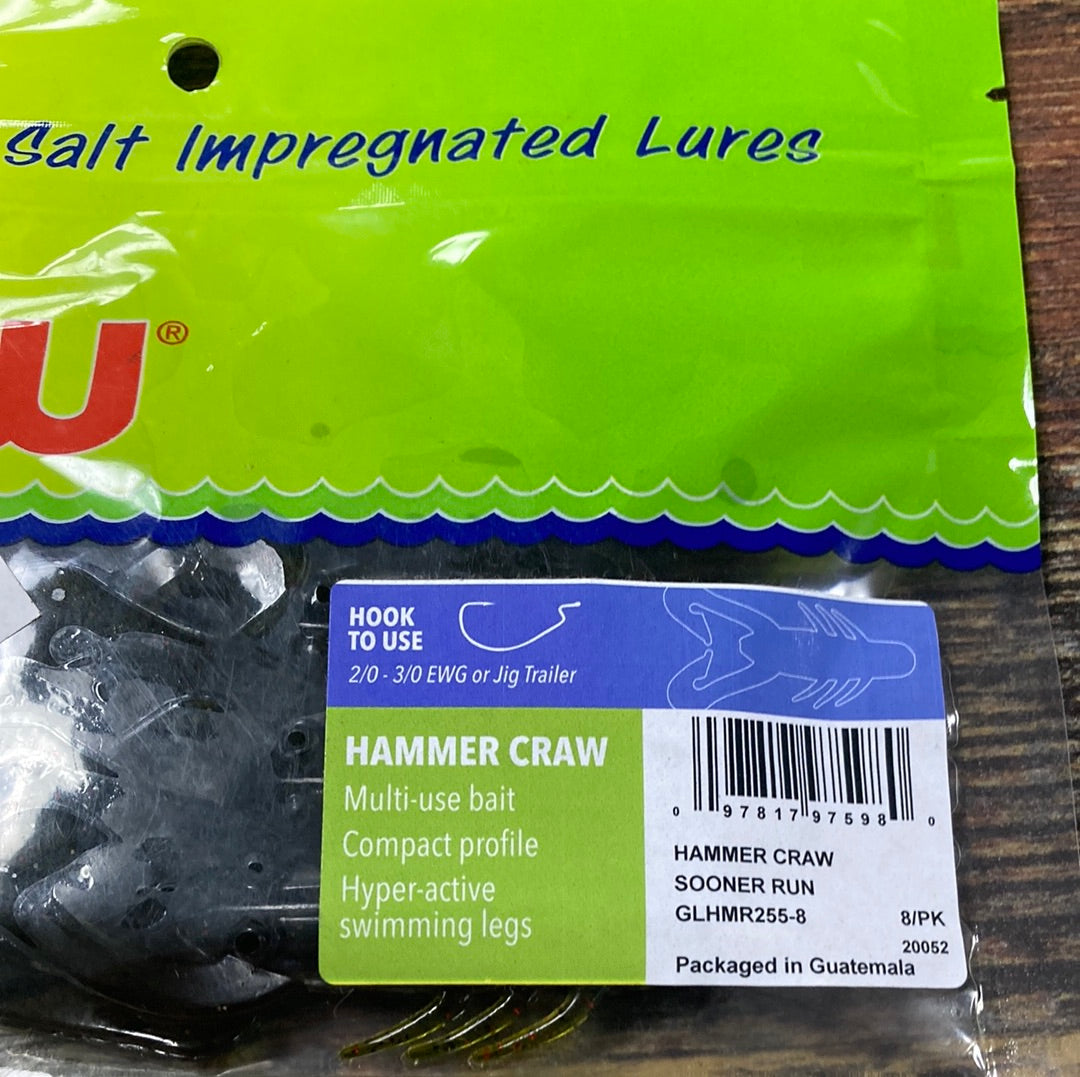 Salt Impregnated Lures
U®
HOOK
TO USE
2/0 - 3/0 EWG or Jig Trailer
HAMMER CRAW
Multi-use bait
Compact profile
Hyper-active
swimming legs
0 97817 97598 0
HAMMER CRAW
SOONER RUN
GLHMR255-8
8/PK
20052
Packaged in Guatemala